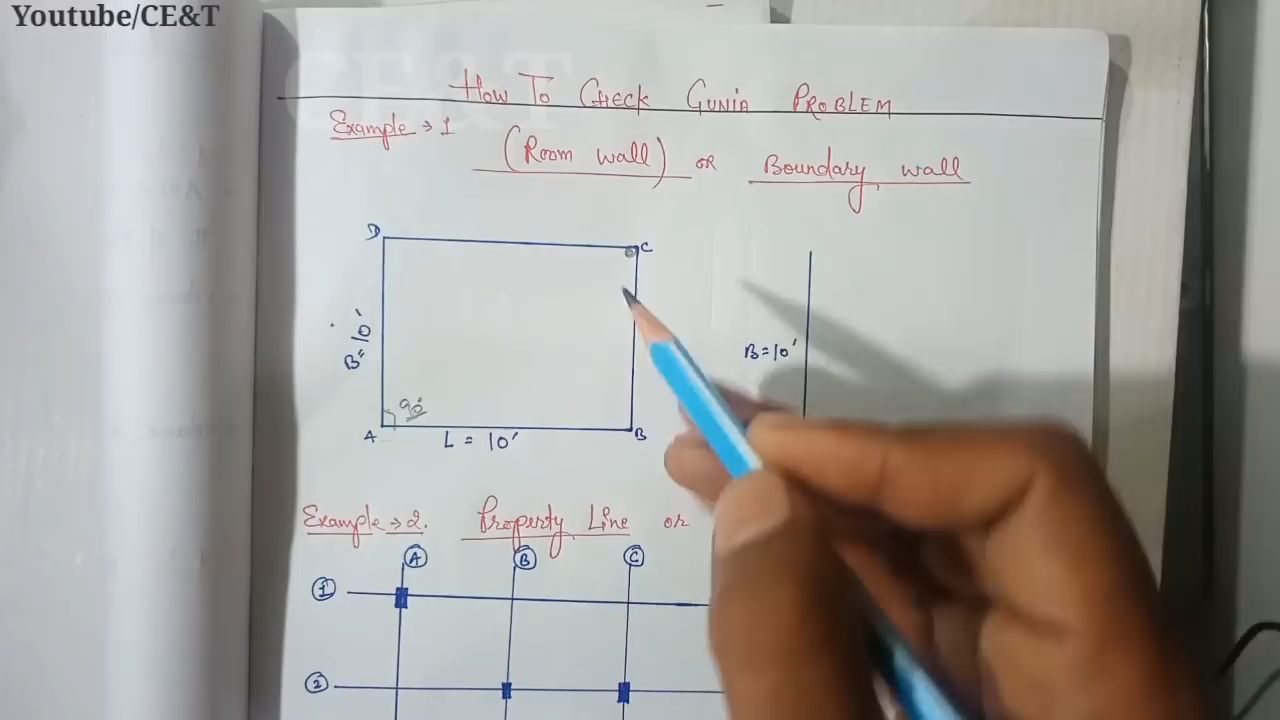 Youtube/CE&T
How To Check Gunia Problem
Example → 1
(Room wall) OR Boundary wall
D
C
B = 10'
B = 10'
90°
A
L = 10'
B
Example → 2. Property Line or
A B C
1
2